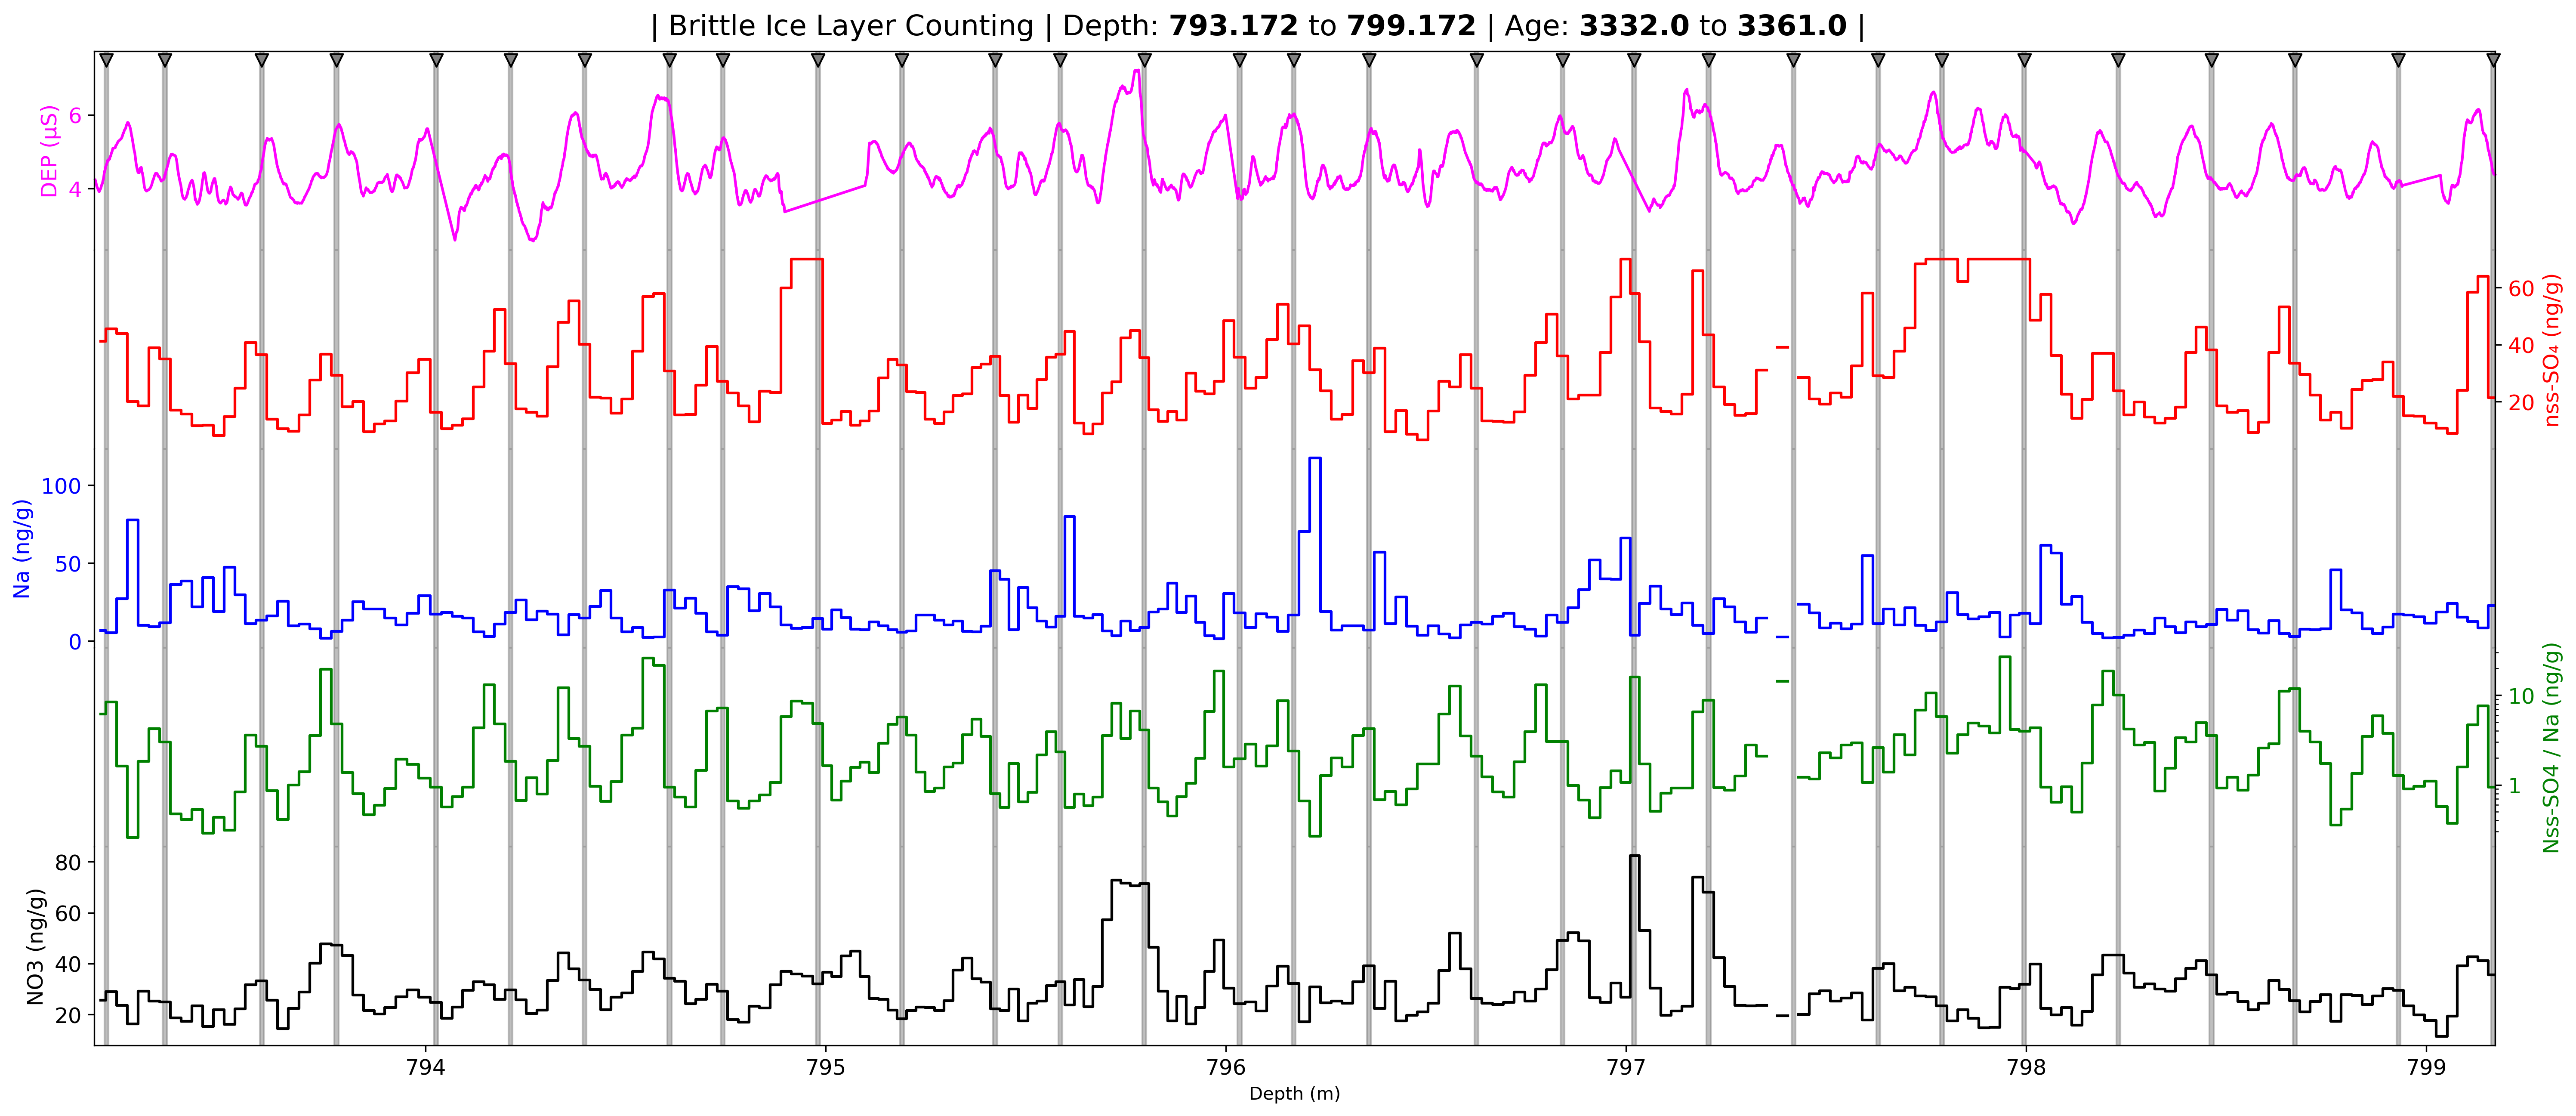 | Brittle Ice Layer Counting | Depth: 793.172 to 799.172 | Age: 3332.0 to 3361.0 |
DEP (μS)
6
4
60
40
20
nss-SO₄ (ng/g)
Na (ng/g)
100
50
0
10
1
Nss-SO4 / Na (ng/g)
NO3 (ng/g)
80
60
40
20
794 795 796 797 798 799
Depth (m)